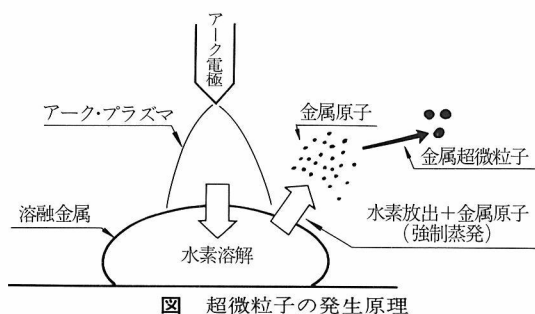 アーク電極
アーク・プラズマ
金属原子
金属超微粒子
溶融金属
水素溶解
水素放出+金属原子
(強制蒸発)
図 超微粒子の発生原理